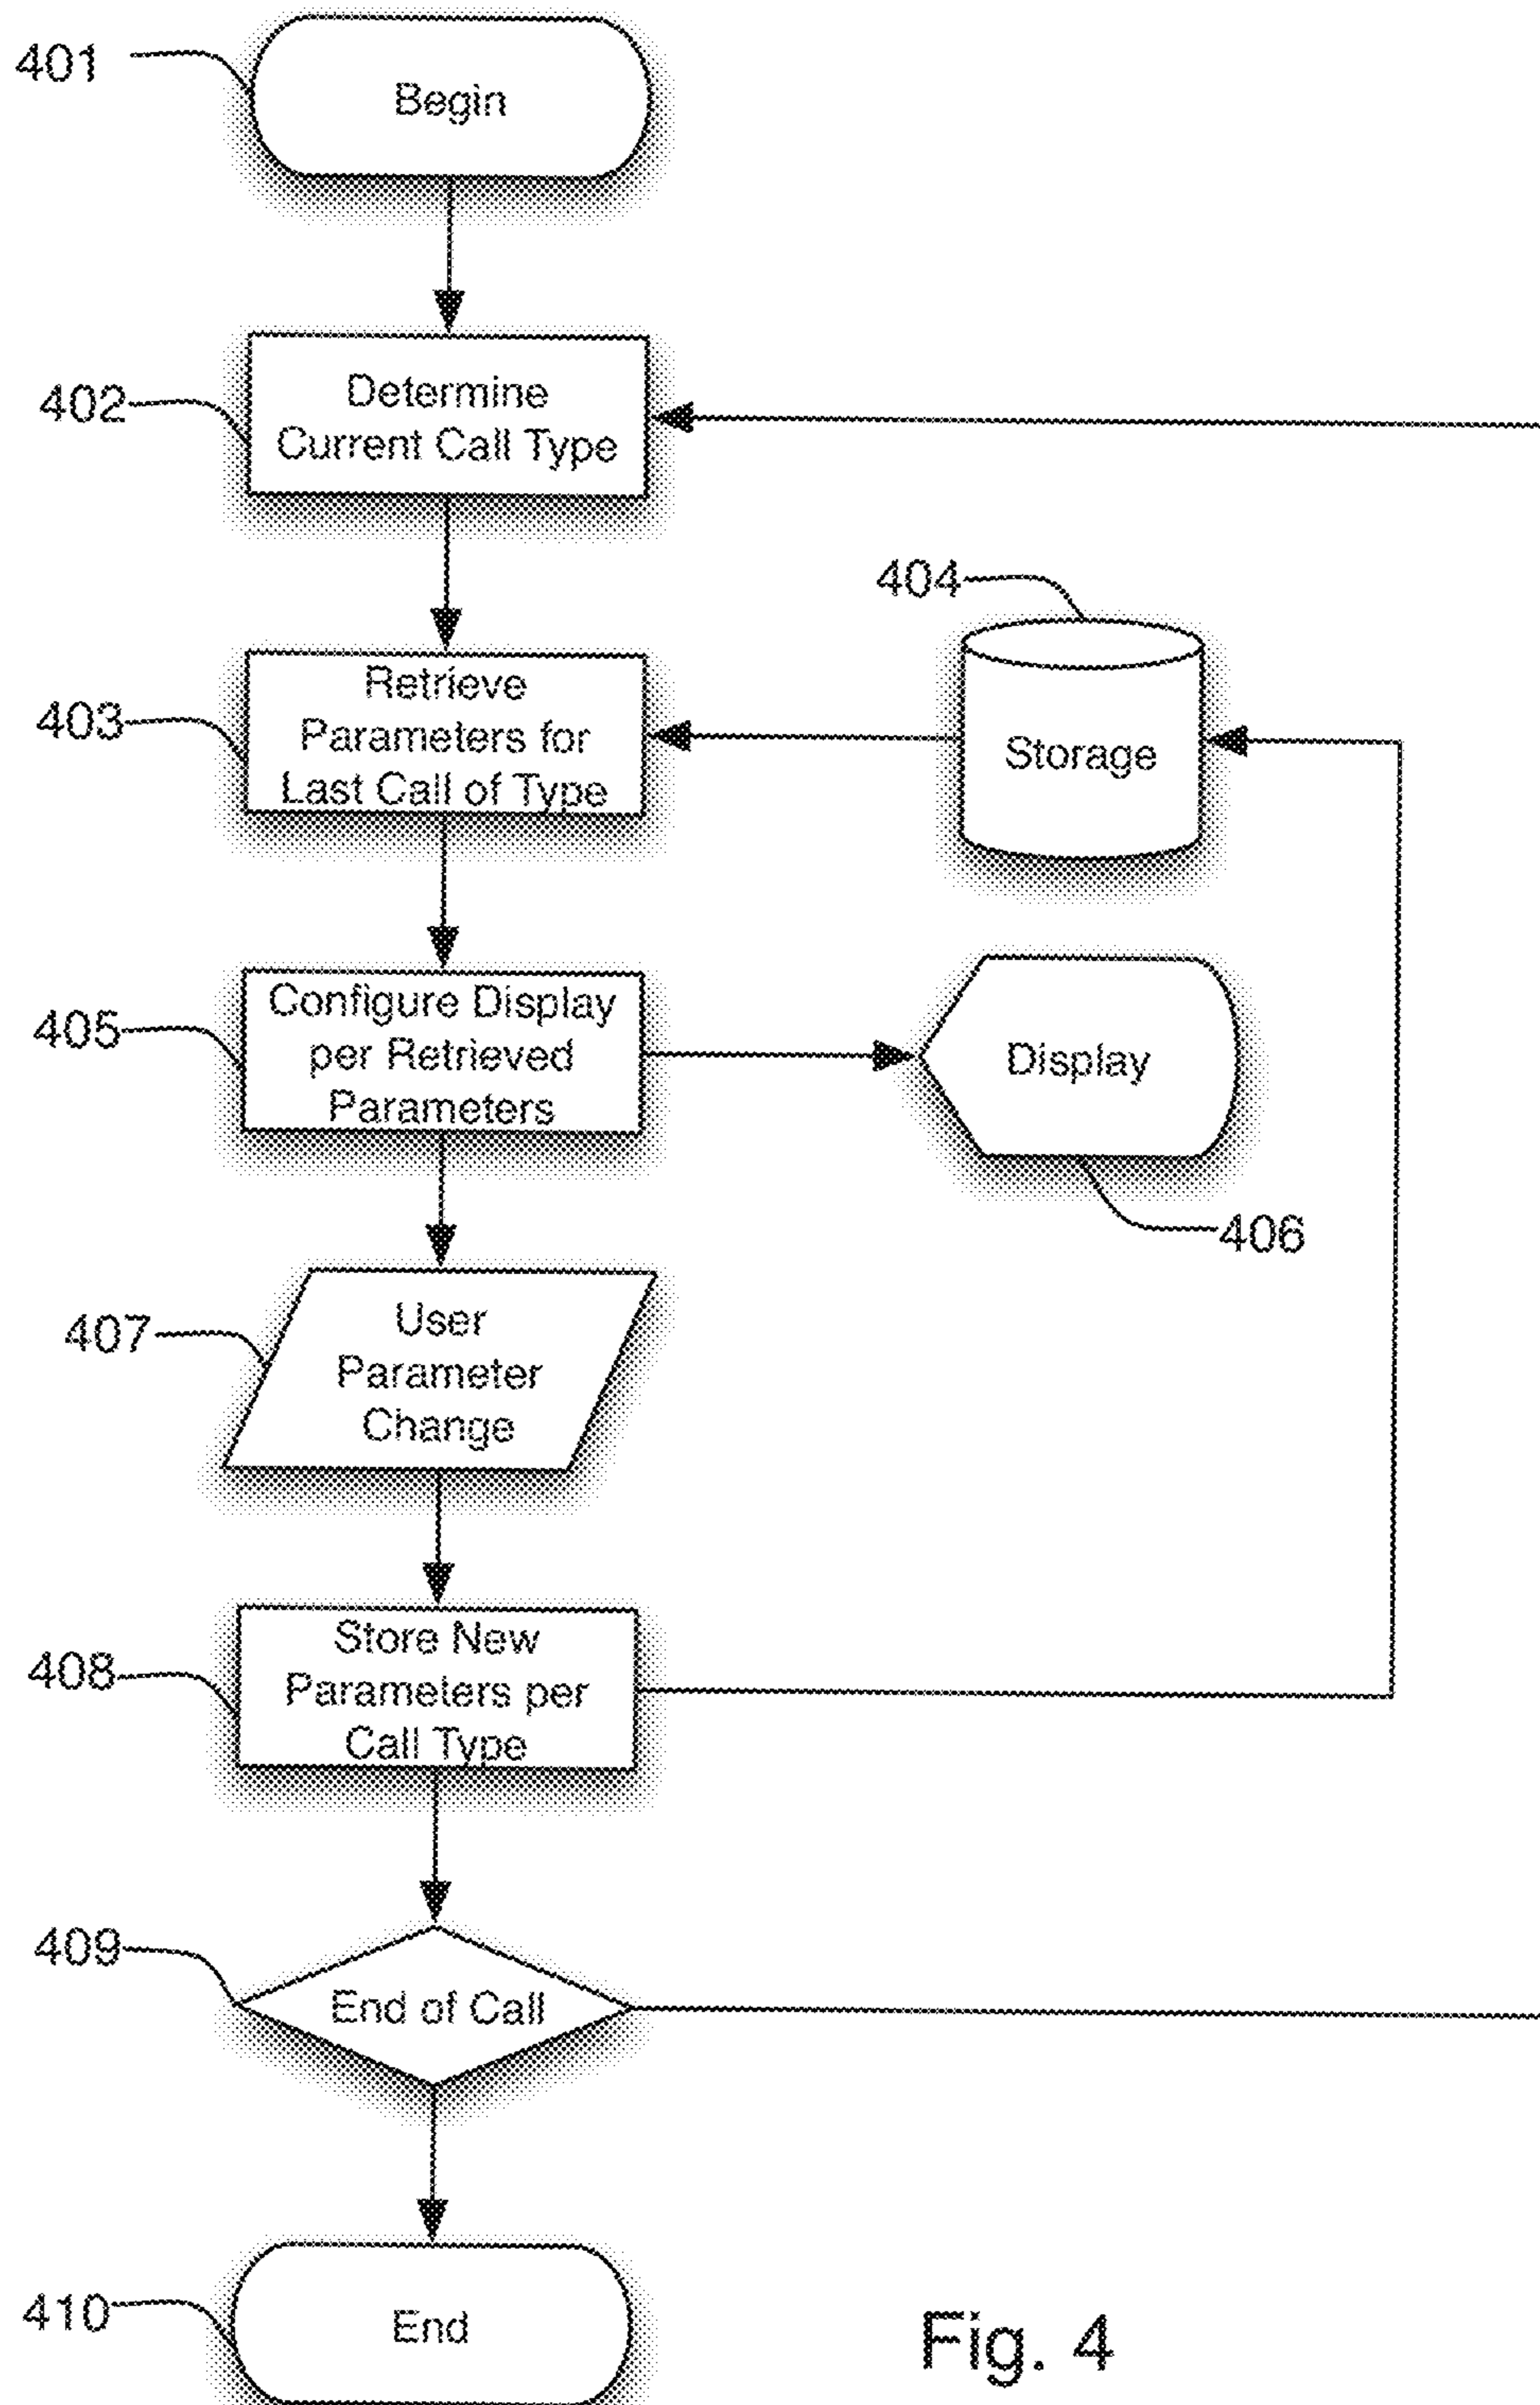 401
Begin
402
Determine
Current Call Type
404
403
Retrieve
Parameters for
Last Call of Type
Storage
405
Configure Display
per Retrieved
Parameters
Display
406
407
User
Parameter
Change
408
Store New
Parameters per
Call Type
409
End of Call
410
End
Fig. 4